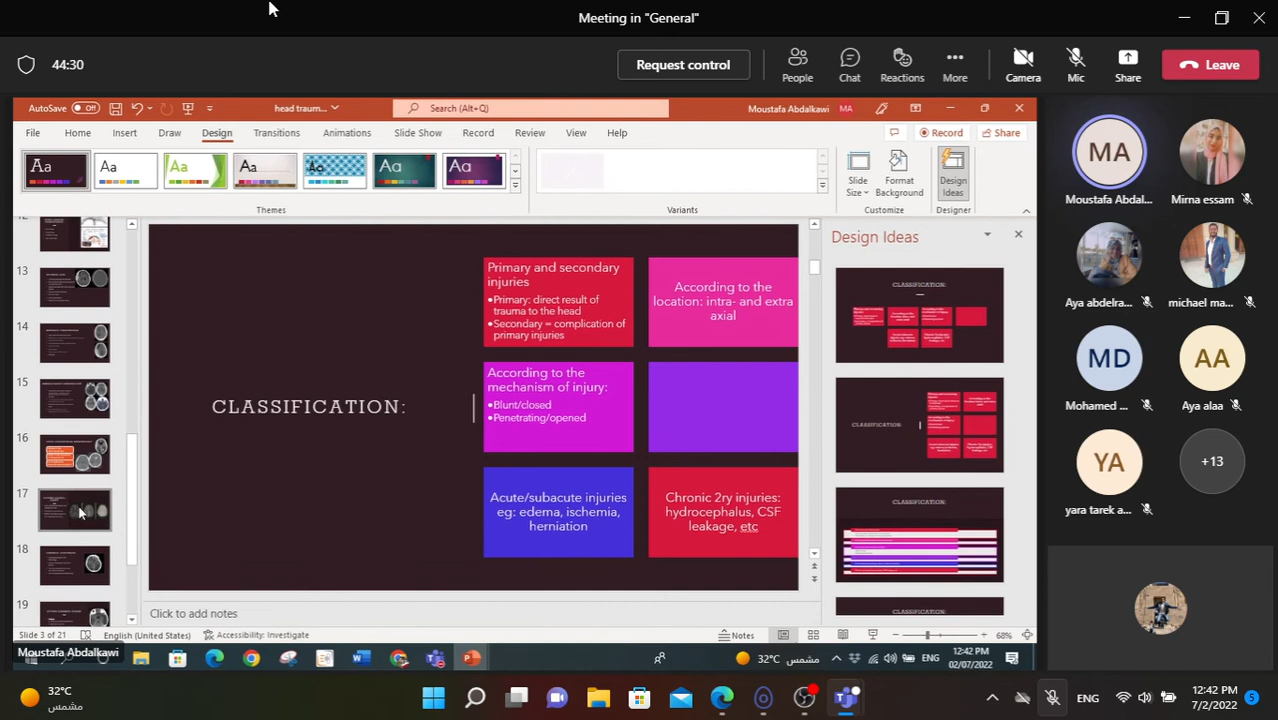 Meeting in "General"
44:30
Request control
People
Chat
Reactions
More
Camera
Mic
Share
Leave
AutoSave Off
head traum...
Search (Alt+Q)
Moustafa Abdalkawi MA
File Home Insert Draw Design Transitions Animations Slide Show Record Review View Help
Record
Share
Aa Aa Aa Aa Aa Aa Aa
Themes
Variants
Slide
Size
Format
Background
Customize
Design
Ideas
Designer
13
14
15
16
17
18
19
CLASSIFICATION:
Primary and secondary
injuries
•Primary: direct result of
trauma to the head
•Secondary = complication of
primary injuries
According to the
location: intra- and extra
axial
According to the
mechanism of injury:
•Blunt/closed
•Penetrating/opened
Acute/subacute injuries
eg: edema, ischemia,
herniation
Chronic 2ry injuries:
hydrocephalus, CSF
leakage, etc
Design Ideas
CLASSIFICATION:
CLASSIFICATION:
CLASSIFICATION:
CLASSIFICATION:
Click to add notes
Slide 3 of 21
English (United States)
Accessibility: Investigate
Notes
68%
Moustafa Abdalkawi
32°C مشمس
ENG
12:42 PM
02/07/2022
MA
Moustafa Abdal...
Mirna essam
Aya abdelra...
michael ma...
MD
Mohamed ...
AA
Aya alaa
YA
yara tarek a...
+13
32°C
مشمس
ENG
12:42 PM
7/2/2022
5